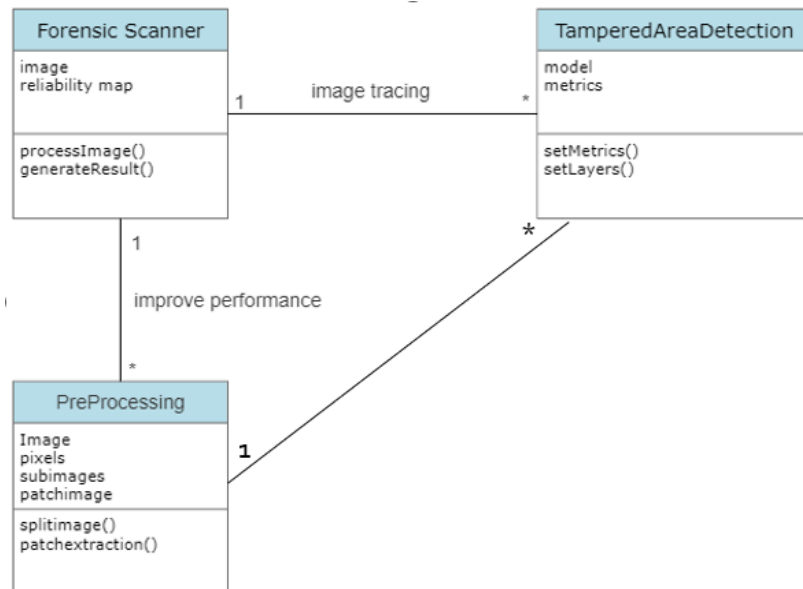 Forensic Scanner
image
reliability map
processImage()
generateResult()
1
image tracing
*
TamperedAreaDetection
model
metrics
setMetrics()
setLayers()
*
1
improve performance
*
PreProcessing
Image
pixels
subimages
patchimage
splitimage()
patchextraction()
1